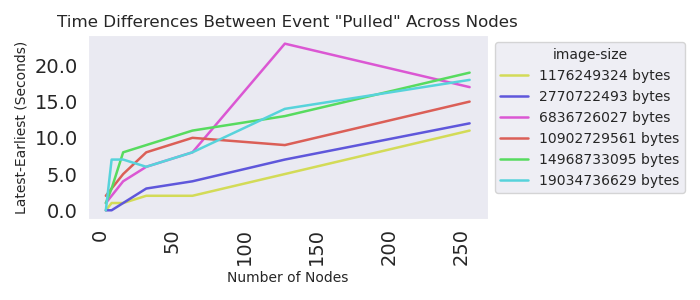 Time Differences Between Event "Pulled" Across Nodes
Latest-Earliest (Seconds)
20.0
15.0
10.0
5.0
0.0
0
50
100
150
200
250
Number of Nodes
image-size
1176249324 bytes
2770722493 bytes
6836726027 bytes
10902729561 bytes
14968733095 bytes
19034736629 bytes